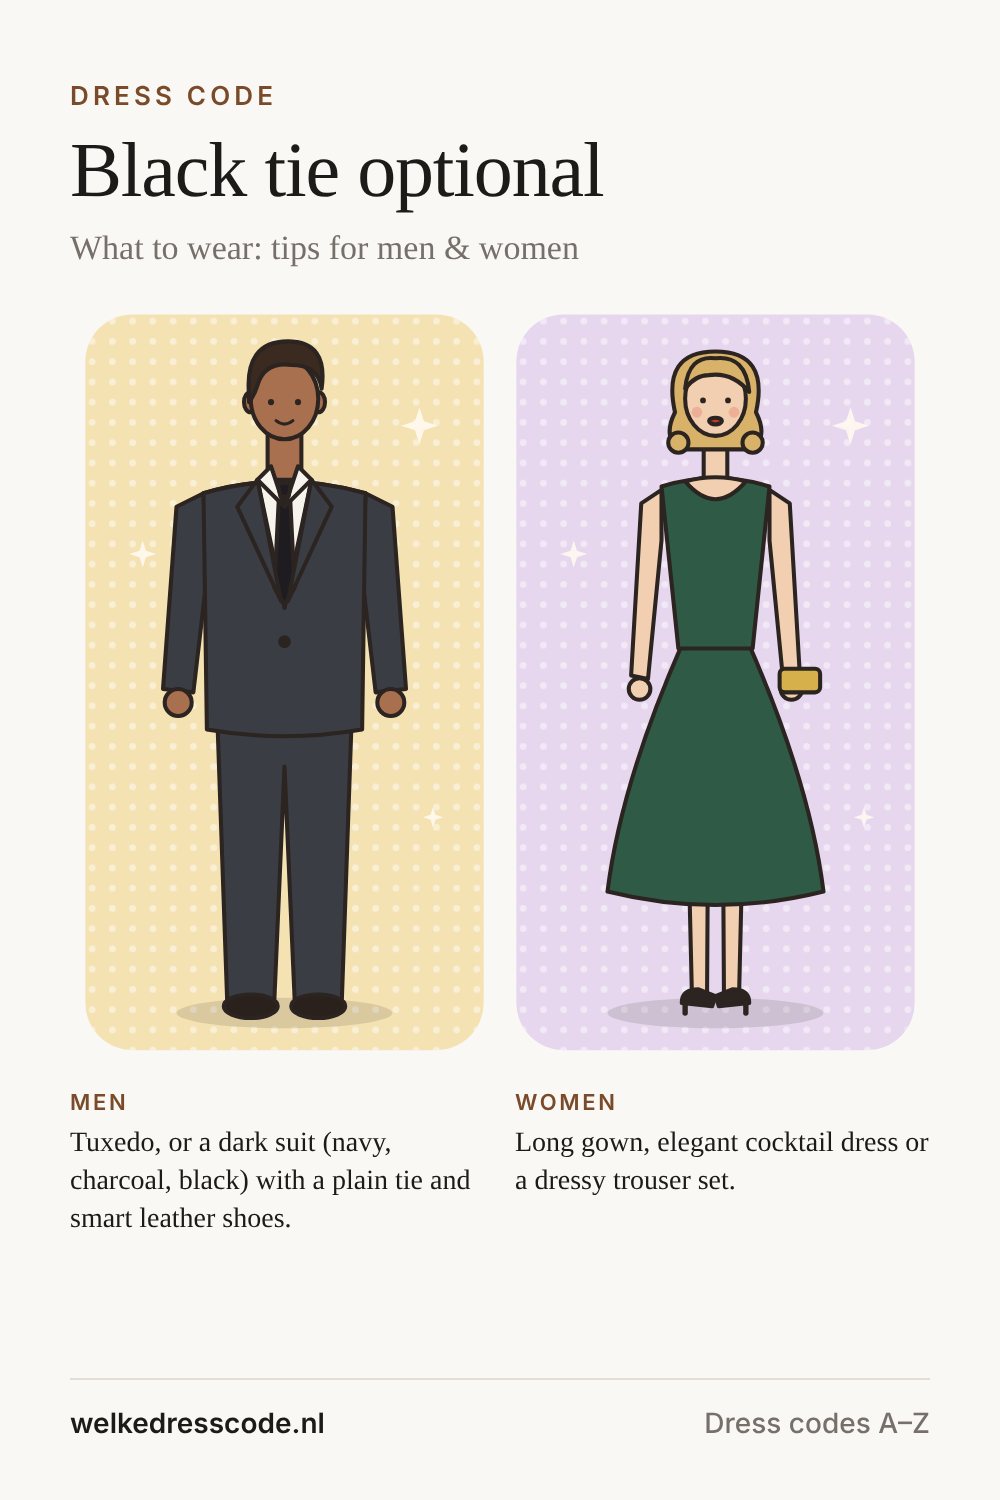 DRESS CODE
Black tie optional
What to wear: tips for men & women
MEN
Tuxedo, or a dark suit (navy,
charcoal, black) with a plain tie and
smart leather shoes.
WOMEN
Long gown, elegant cocktail dress or
a dressy trouser set.
welkedresscode.nl
Dress codes A–Z